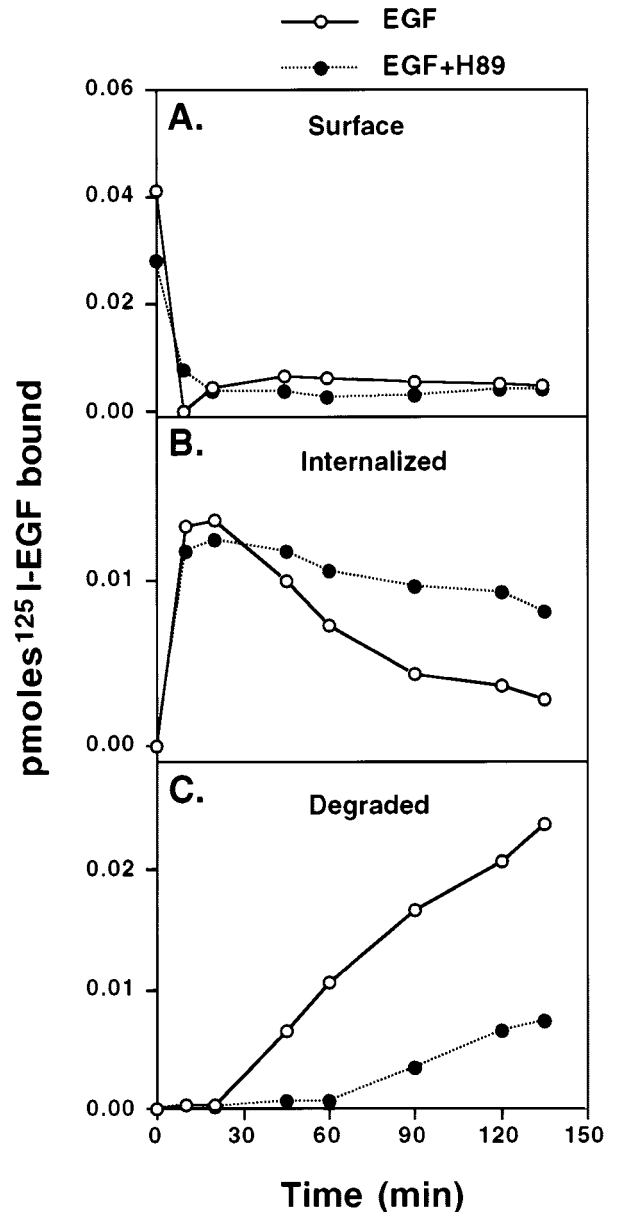 EGF
EGF+H89
A.
Surface
0.06
0.04
0.02
0.00
B.
Internalized
0.01
0.00
C.
Degraded
0.02
0.01
0.00
0 30 60 90 120 150
Time (min)
pmoles ¹²⁵I-EGF bound